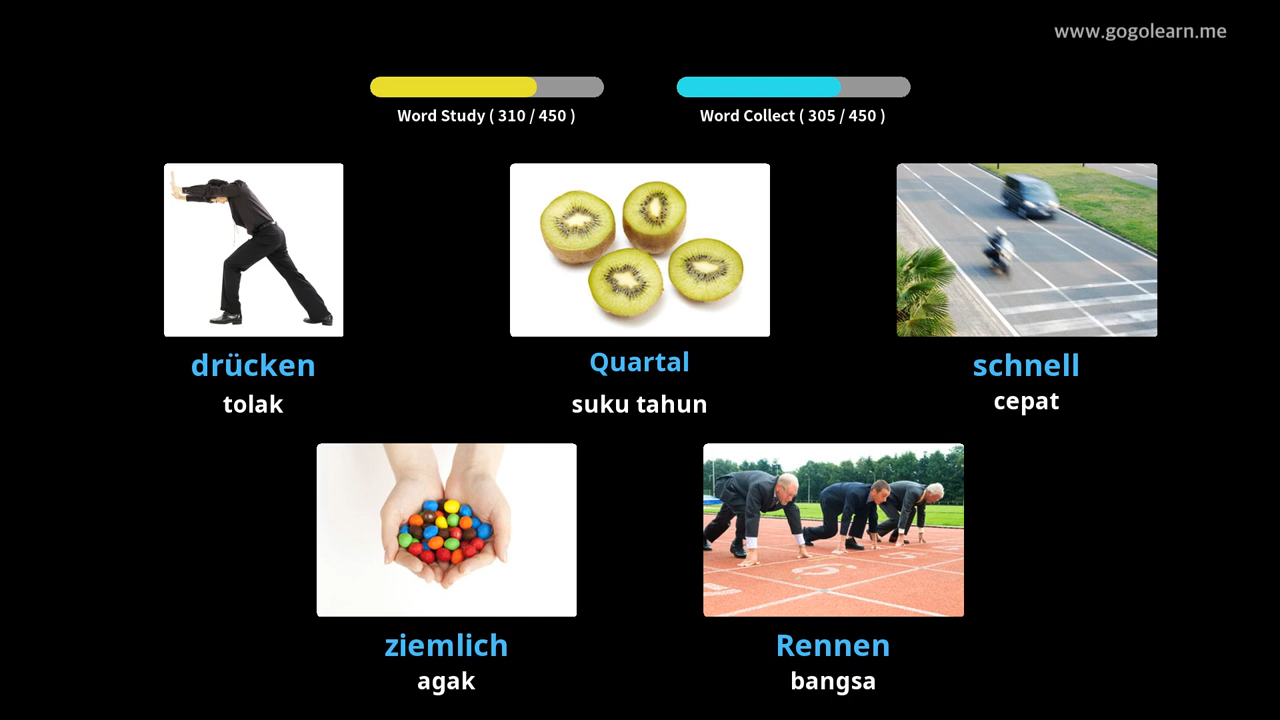 www.gogolearn.me
Word Study ( 310 / 450 )
Word Collect ( 305 / 450 )
drücken
tolak
Quartal
suku tahun
schnell
cepat
ziemlich
agak
Rennen
bangsa